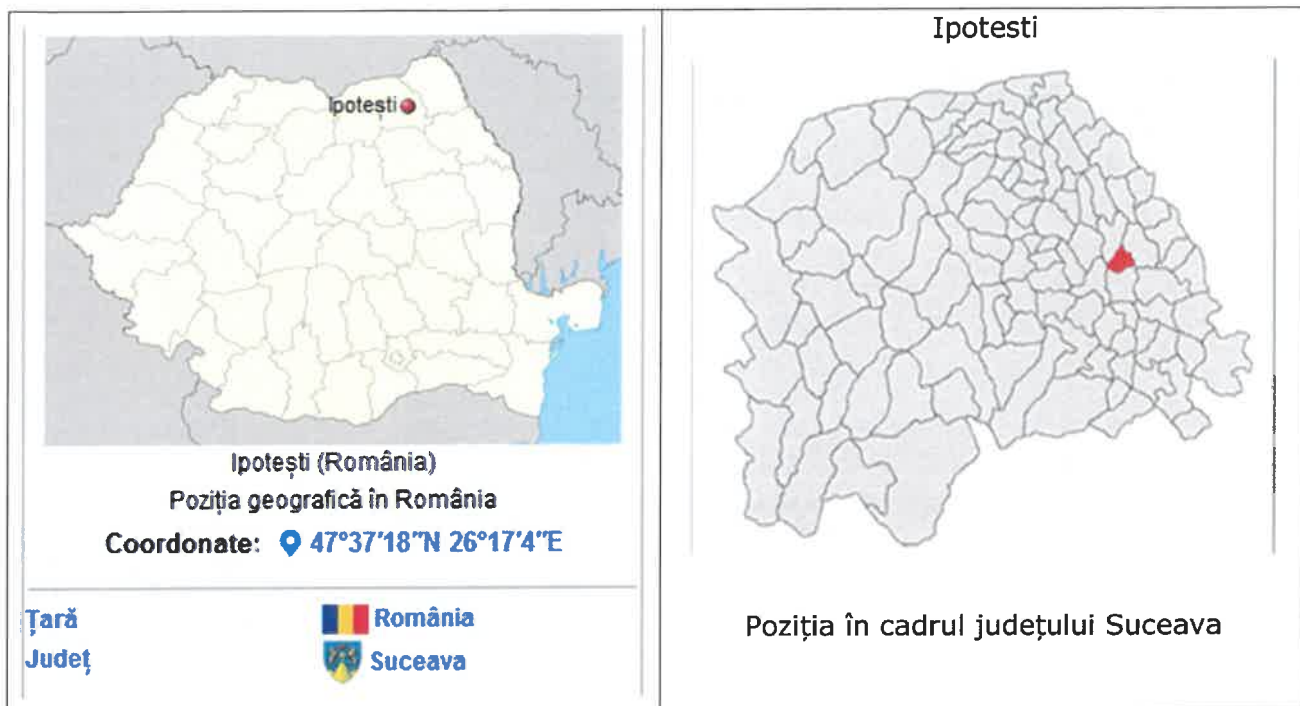 Ipotești
Ipotești (România)
Poziția geografică în România
Coordonate: 47°37′18″N 26°17′4″E
Țară România
Județ Suceava
Ipotesti
Poziția în cadrul județului Suceava